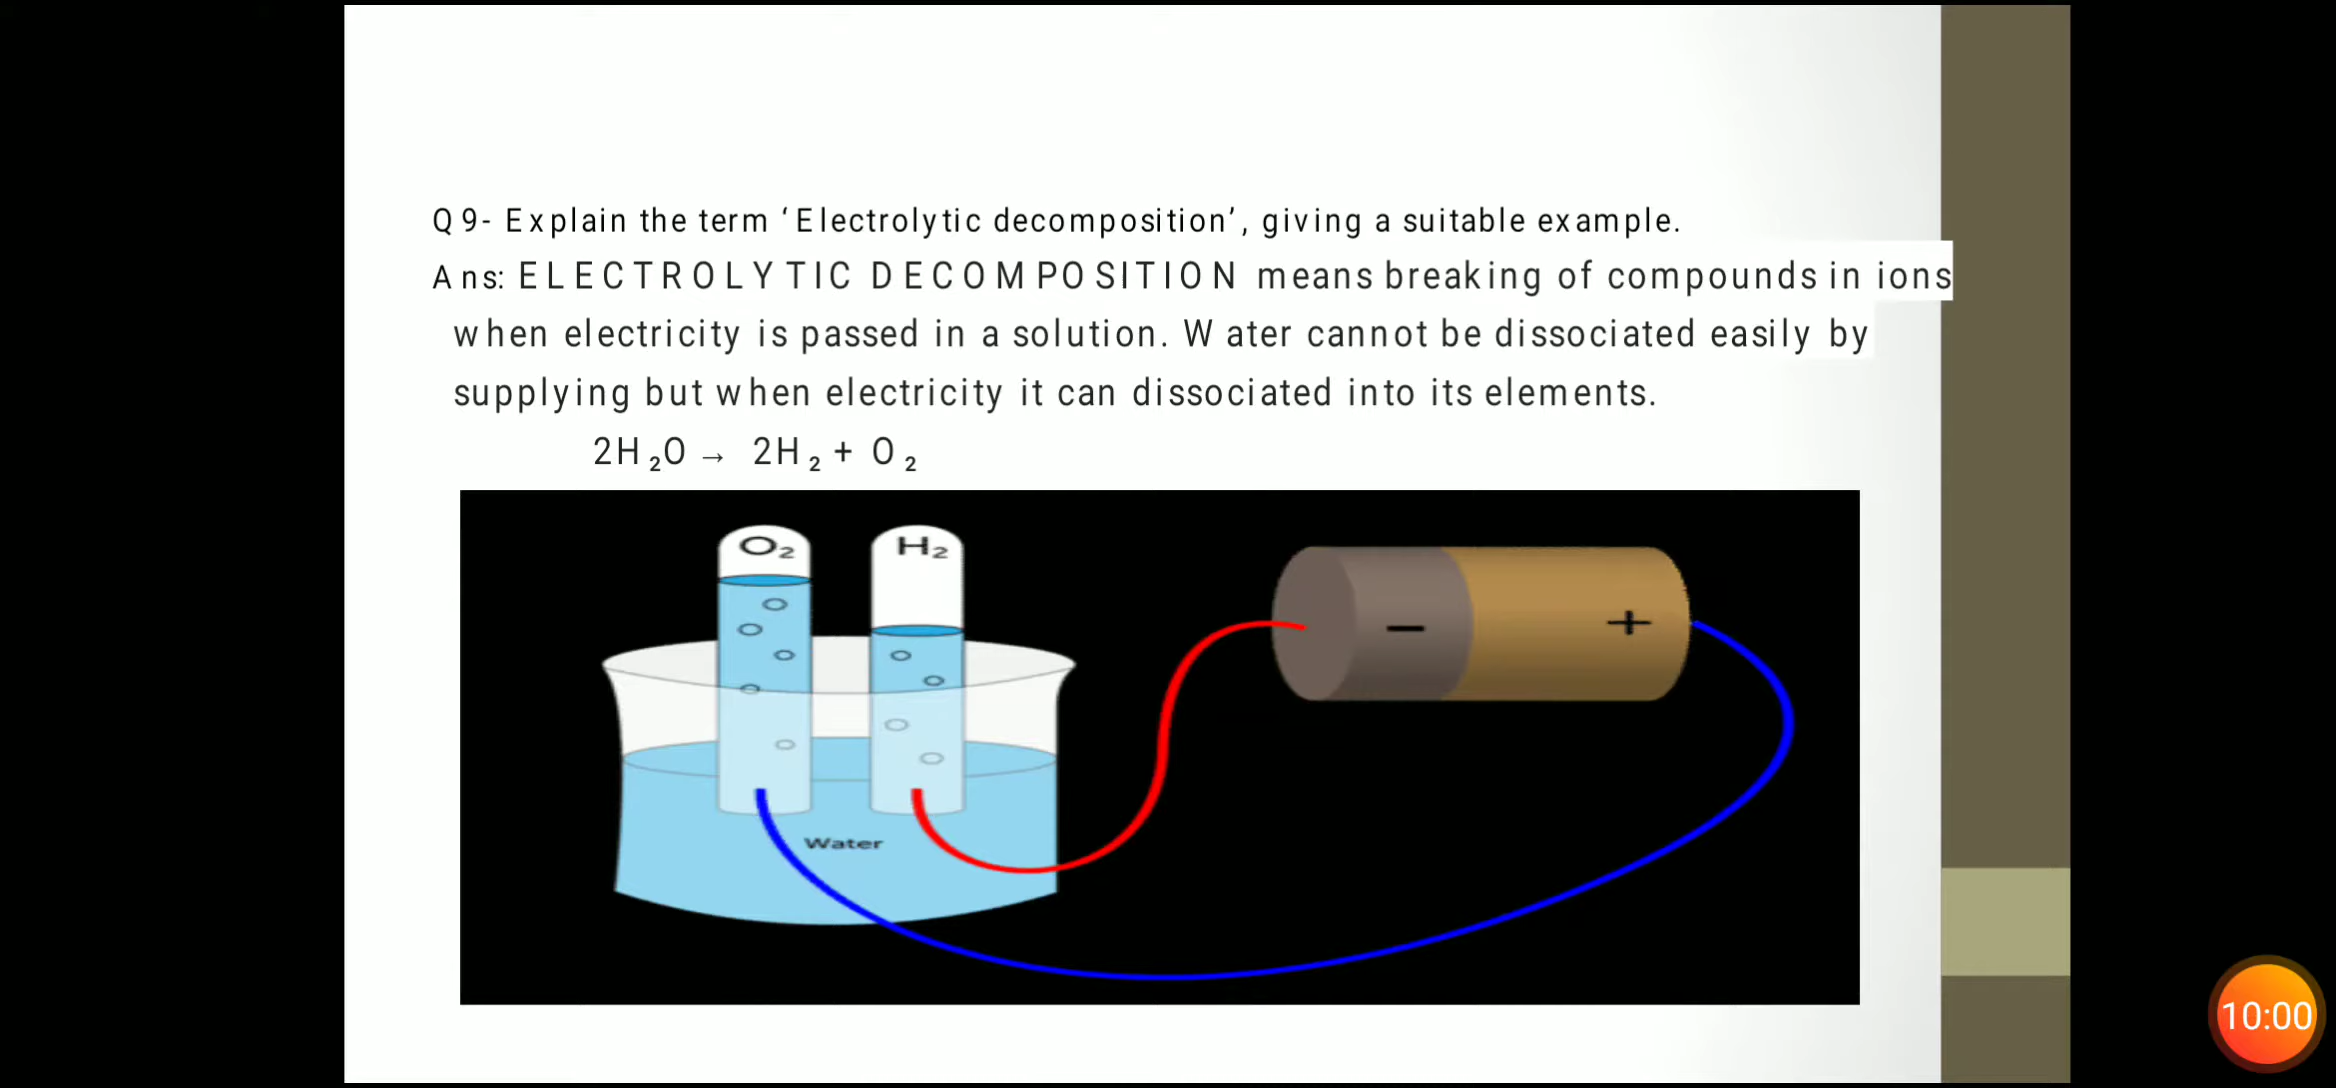 Q9- Explain the term ‘Electrolytic decomposition’, giving a suitable example.
Ans: ELECTROLYTIC DECOMPOSITION means breaking of compounds in ions
when electricity is passed in a solution. Water cannot be dissociated easily by
supplying but when electricity it can dissociated into its elements.
2H₂O → 2H₂ + O₂
O₂ H₂
− +
Water
10:00